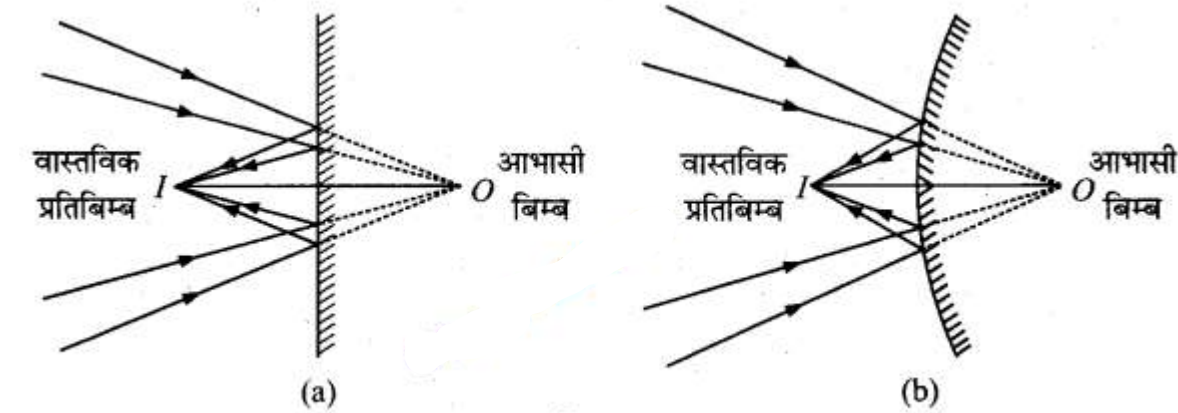 वास्तविक
प्रतिबिम्ब
I
O
आभासी
बिम्ब
(a)
वास्तविक
प्रतिबिम्ब
I
O
आभासी
बिम्ब
(b)